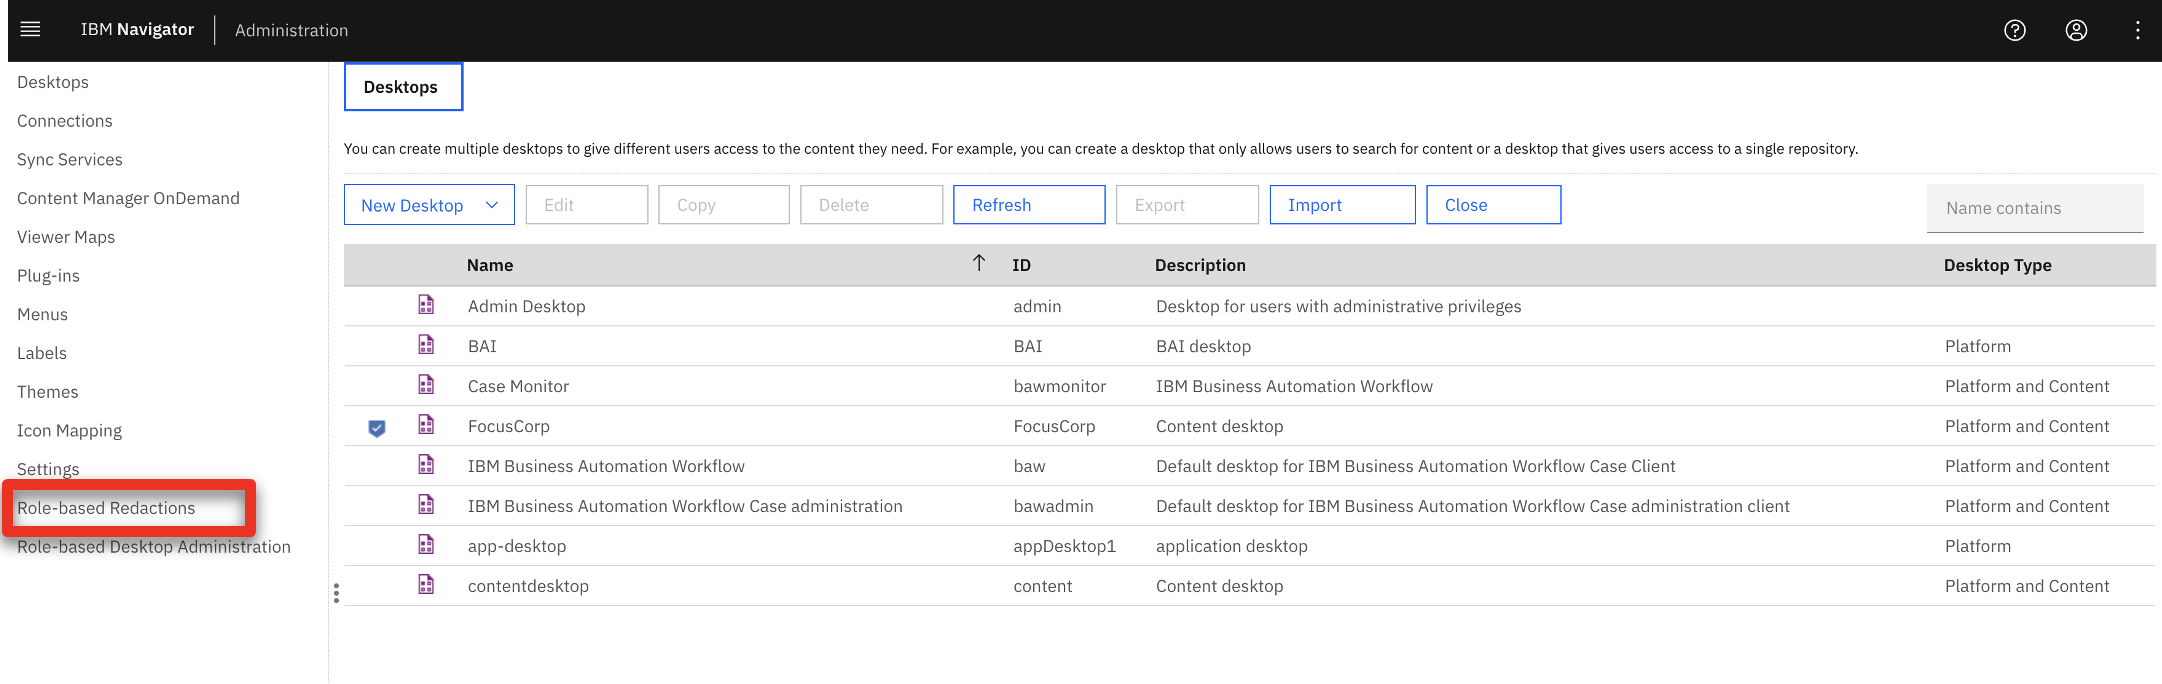 IBM Navigator Administration
Desktops
Connections
Sync Services
Content Manager OnDemand
Viewer Maps
Plug-ins
Menus
Labels
Themes
Icon Mapping
Settings
Role-based Redactions
Role-based Desktop Administration
Desktops
You can create multiple desktops to give different users access to the content they need. For example, you can create a desktop that only allows users to search for content or a desktop that gives users access to a single repository.
New Desktop Edit Copy Delete Refresh Export Import Close Name contains
Name ID Description Desktop Type
Admin Desktop admin Desktop for users with administrative privileges
BAI BAI BAI desktop Platform
Case Monitor bawmonitor IBM Business Automation Workflow Platform and Content
FocusCorp FocusCorp Content desktop Platform and Content
IBM Business Automation Workflow baw Default desktop for IBM Business Automation Workflow Case Client Platform and Content
IBM Business Automation Workflow Case administration bawadmin Default desktop for IBM Business Automation Workflow Case administration client Platform and Content
app-desktop appDesktop1 application desktop Platform
contentdesktop content Content desktop Platform and Content